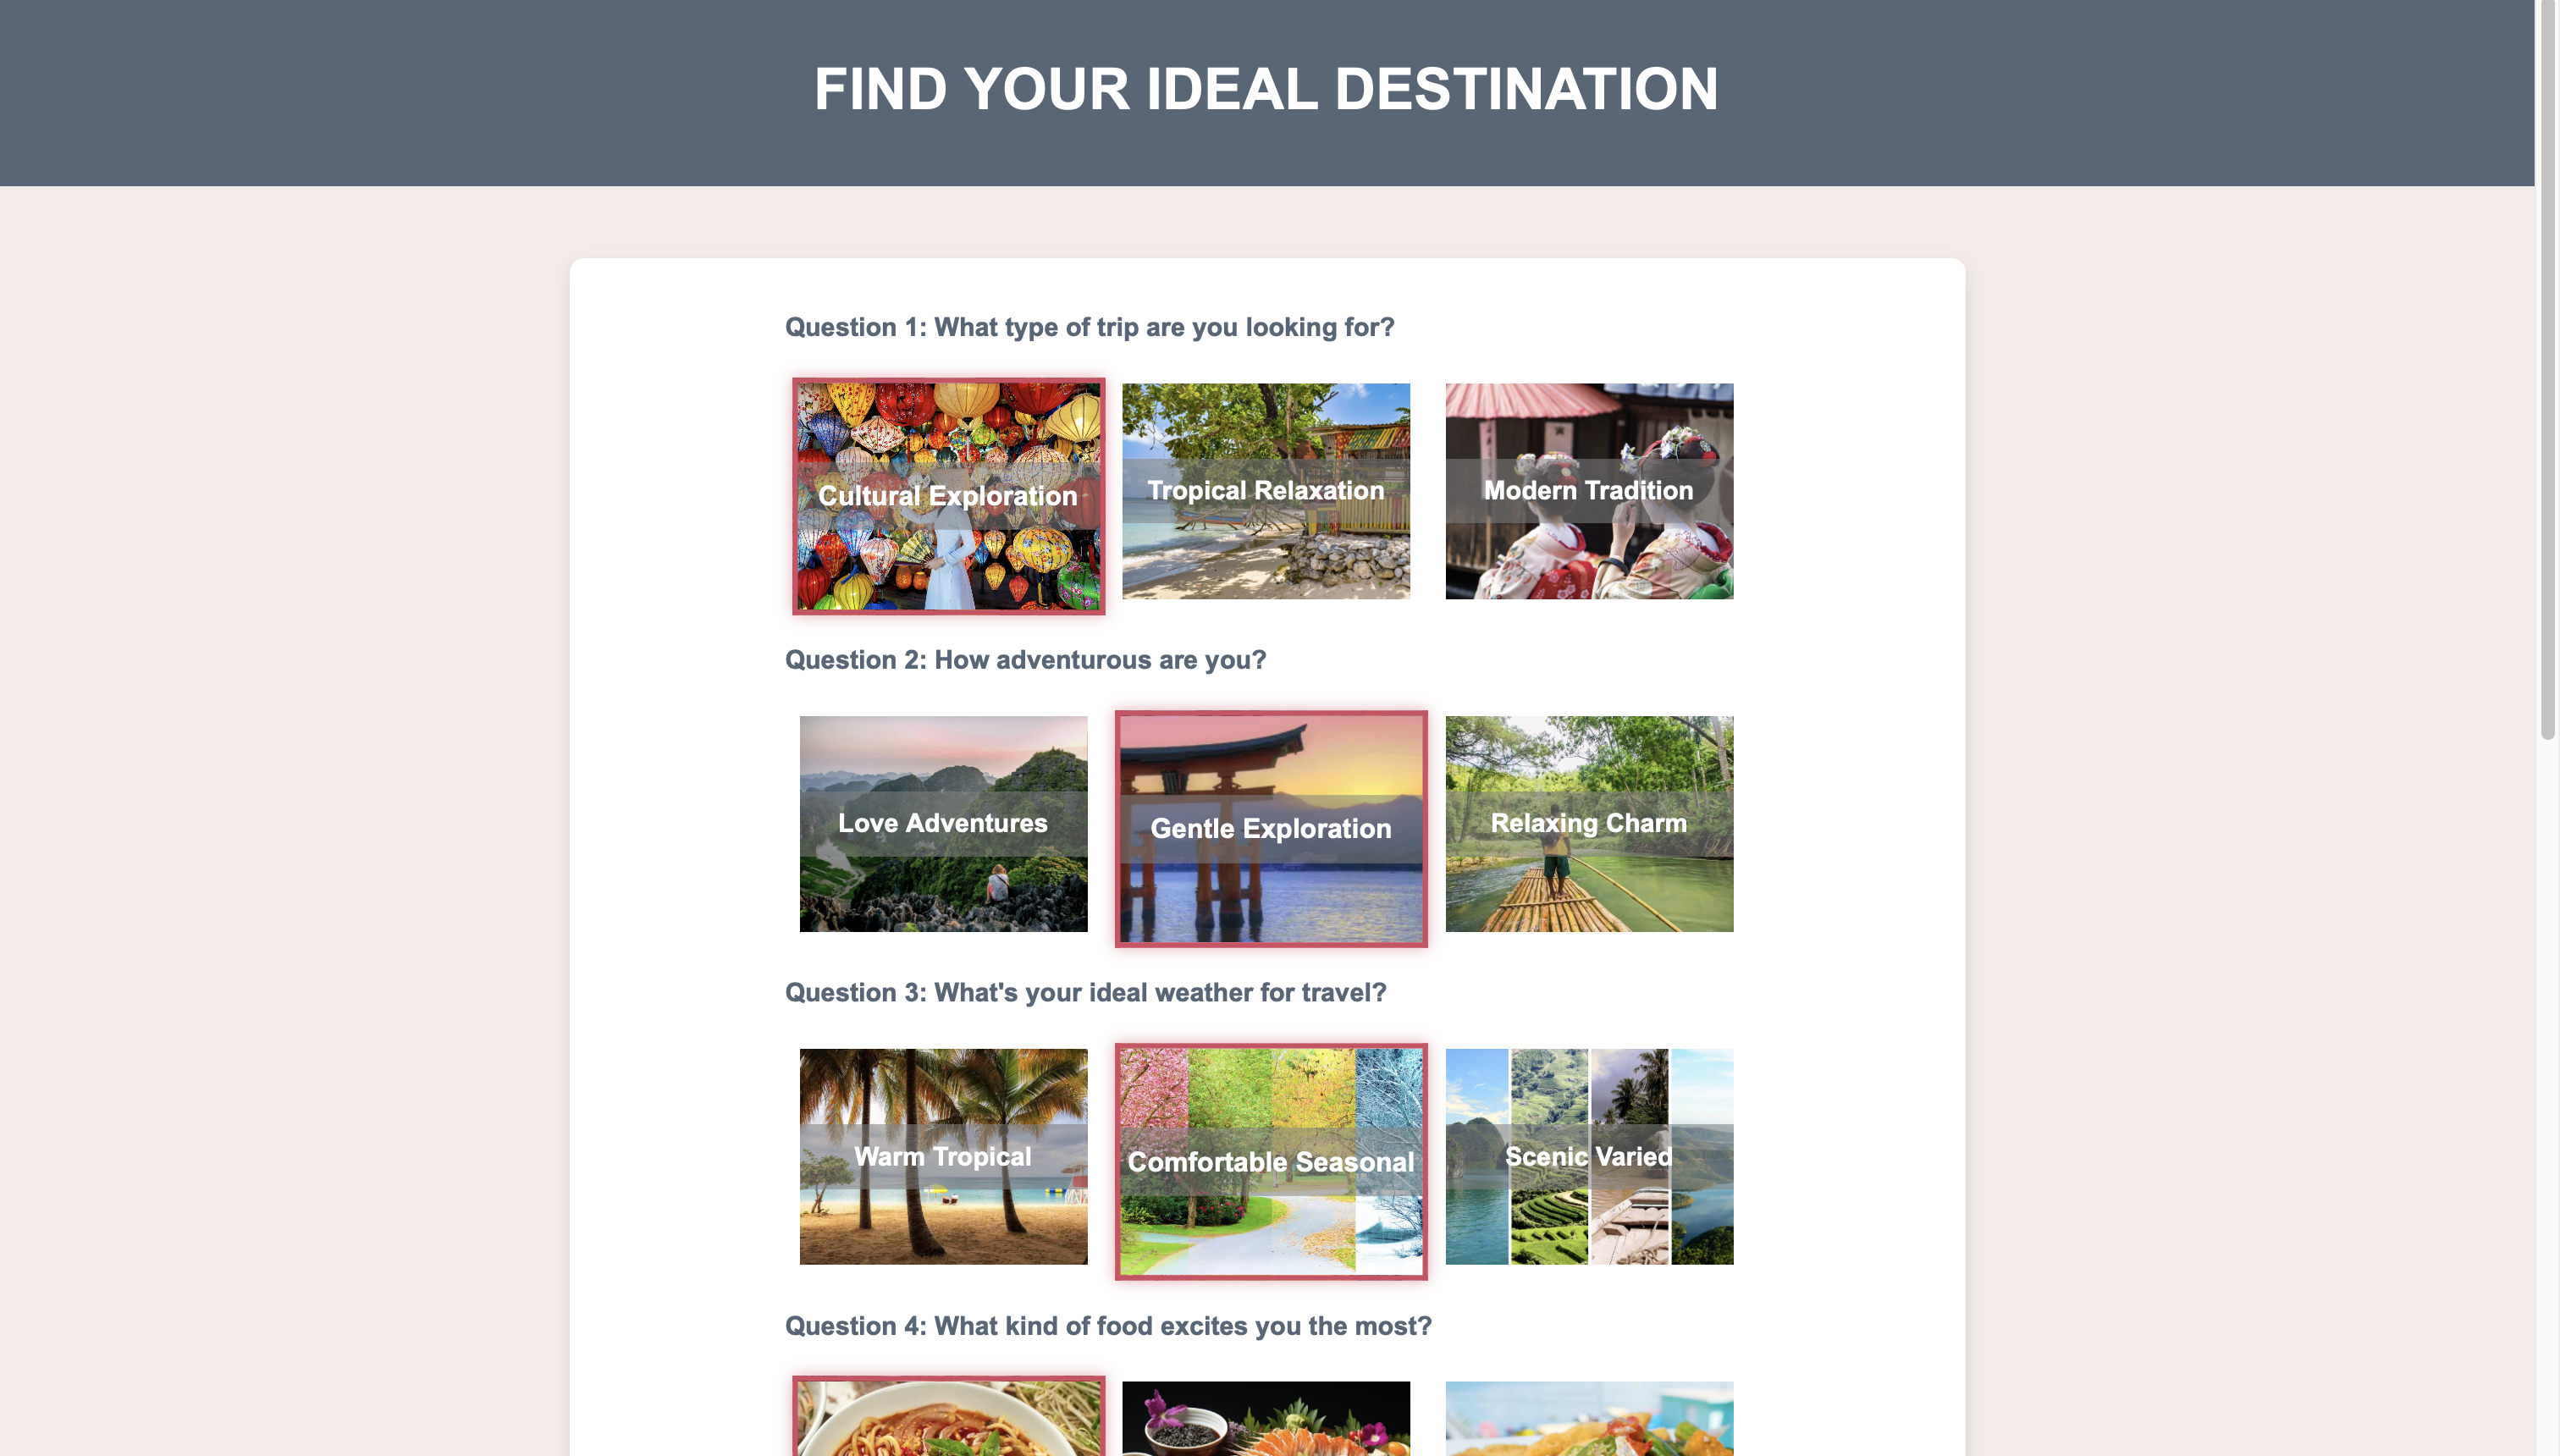 FIND YOUR IDEAL DESTINATION
Question 1: What type of trip are you looking for?
Cultural Exploration
Tropical Relaxation
Modern Tradition
Question 2: How adventurous are you?
Love Adventures
Gentle Exploration
Relaxing Charm
Question 3: What's your ideal weather for travel?
Warm Tropical
Comfortable Seasonal
Scenic Varied
Question 4: What kind of food excites you the most?